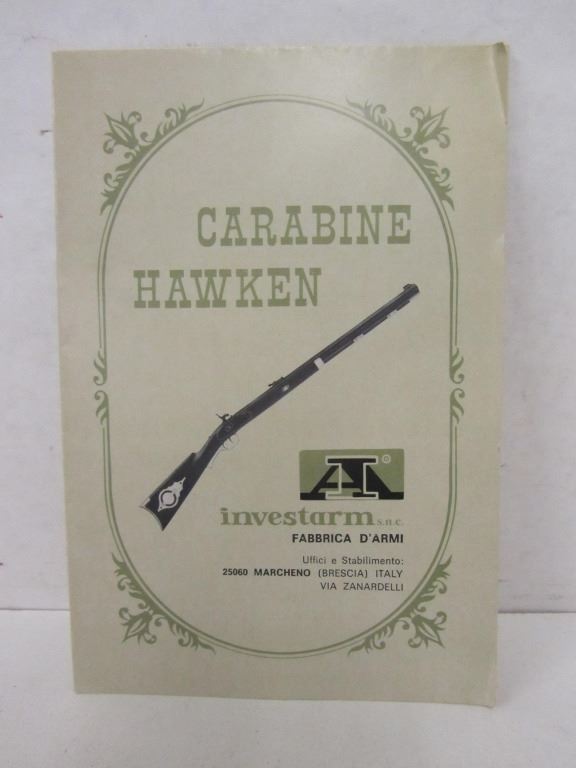 CARABINE
HAWKEN
AI®
investarm s.n.c.
FABBRICA D'ARMI
Uffici e Stabilimento:
25060 MARCHENO (BRESCIA) ITALY
VIA ZANARDELLI